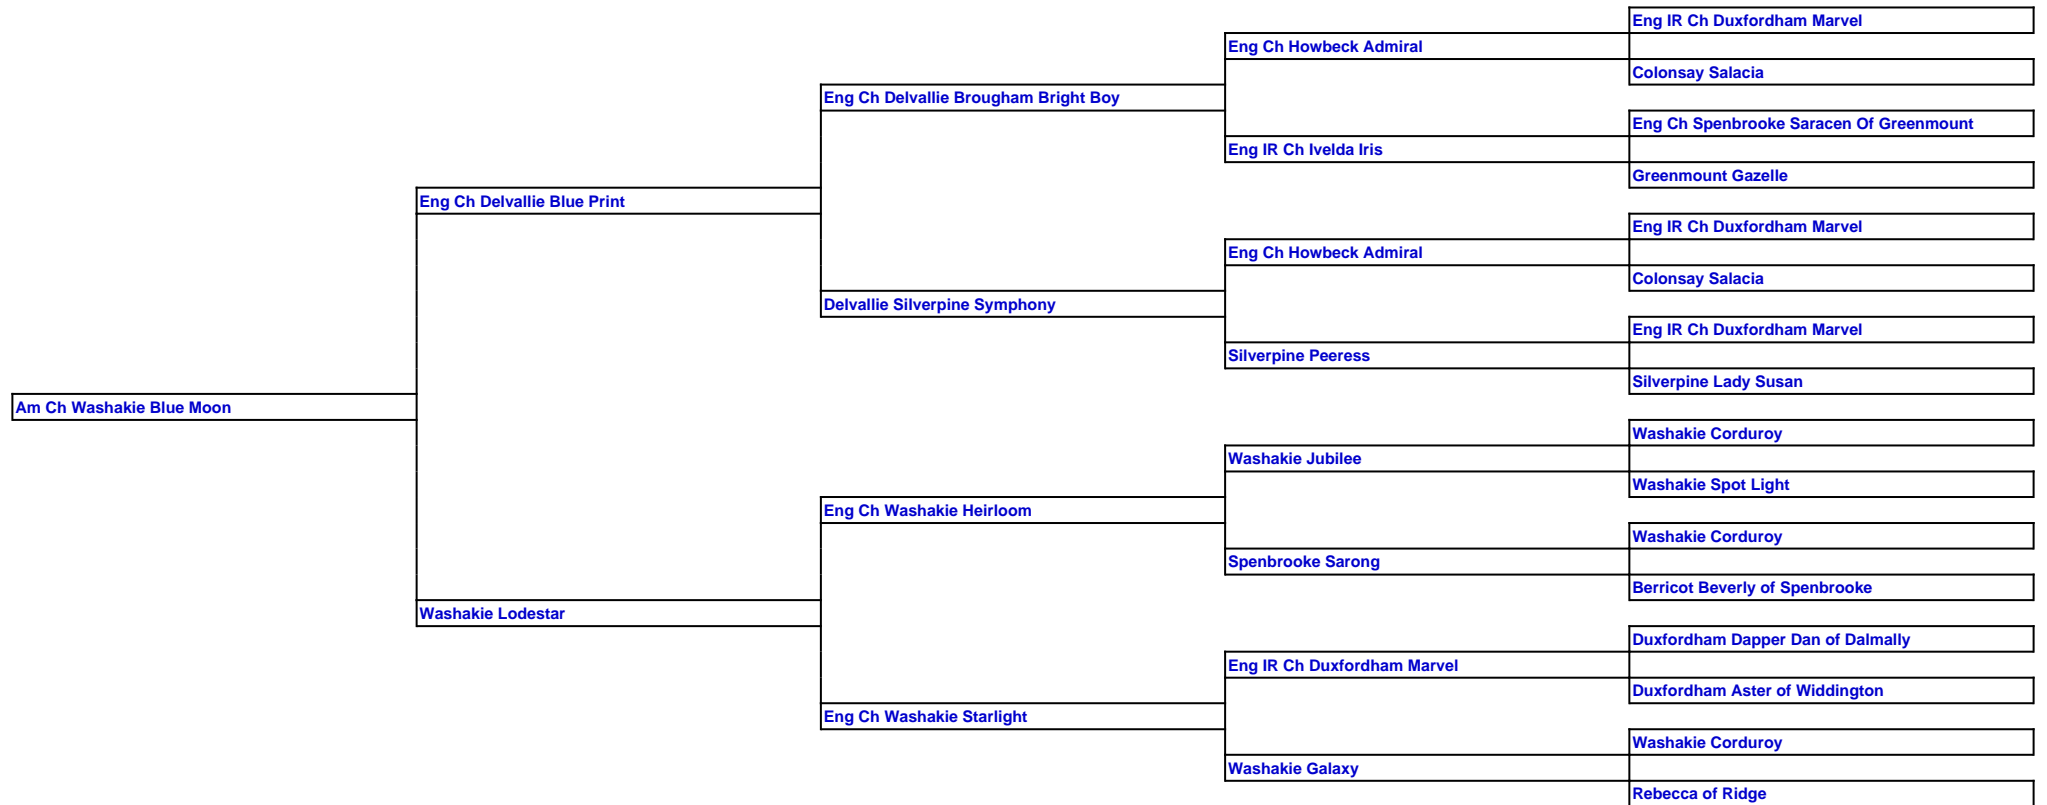 Eng IR Ch Duxfordham Marvel
Eng Ch Howbeck Admiral
Colonsay Salacia
Eng Ch Delvallie Brougham Bright Boy
Eng Ch Spenbrooke Saracen Of Greenmount
Eng IR Ch Ivelda Iris
Greenmount Gazelle
Eng Ch Delvallie Blue Print
Eng IR Ch Duxfordham Marvel
Eng Ch Howbeck Admiral
Colonsay Salacia
Delvallie Silverpine Symphony
Eng IR Ch Duxfordham Marvel
Silverpine Peeress
Silverpine Lady Susan
Am Ch Washakie Blue Moon
Washakie Corduroy
Washakie Jubilee
Washakie Spot Light
Eng Ch Washakie Heirloom
Washakie Corduroy
Spenbrooke Sarong
Berricot Beverly of Spenbrooke
Washakie Lodestar
Duxfordham Dapper Dan of Dalmally
Eng IR Ch Duxfordham Marvel
Duxfordham Aster of Widdington
Eng Ch Washakie Starlight
Washakie Corduroy
Washakie Galaxy
Rebecca of Ridge